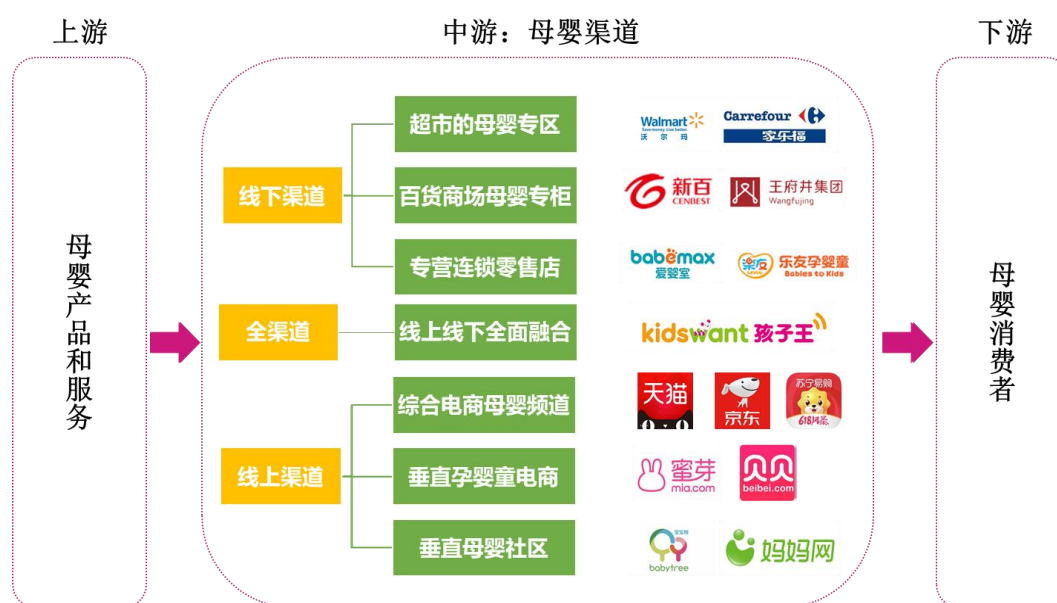 上游
中游：母婴渠道
下游
母婴产品和服务
线下渠道
超市的母婴专区
Walmart
Save money. Live better.
沃尔玛
Carrefour
家乐福
百货商场母婴专柜
新百
CENBEST
王府井集团
Wangfujing
专营连锁零售店
babemax
爱婴室
乐友
乐友孕婴童
Babies to Kids
全渠道
线上线下全面融合
kidswant 孩子王
线上渠道
综合电商母婴频道
天猫
京东
苏宁易购
垂直孕婴童电商
蜜芽
mia.com
贝贝
beibei.com
垂直母婴社区
babytree
妈妈网
母婴消费者